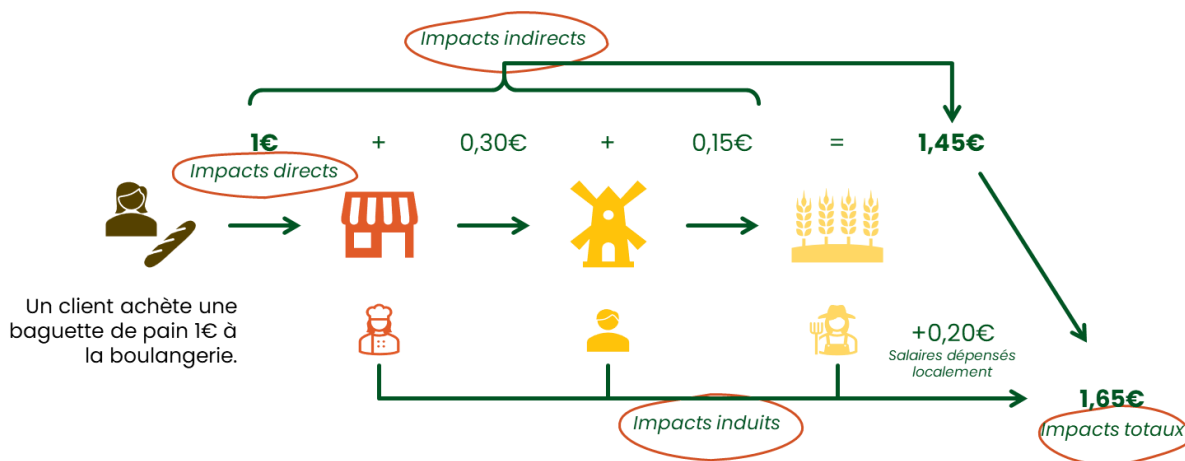 Impacts indirects
1€ + 0,30€ + 0,15€ = 1,45€
Impacts directs
Un client achète une
baguette de pain 1€ à
la boulangerie.
+0,20€
Salaires dépensés
localement
Impacts induits
1,65€
Impacts totaux